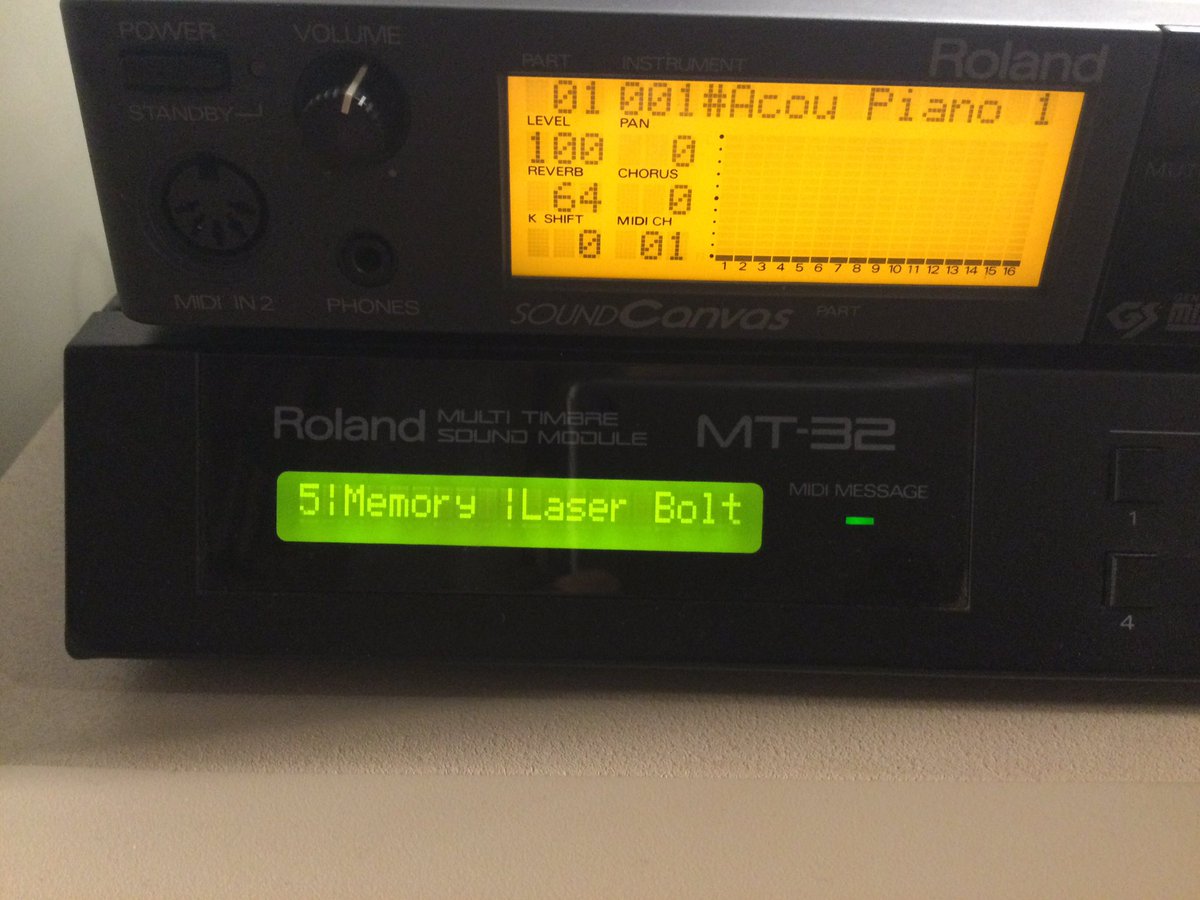 POWER VOLUME
PART INSTRUMENT Roland
STANDBY
01 001#Acou Piano 1
LEVEL PAN
100 0
REVERB CHORUS
64 0
K SHIFT MIDI CH
0 01
1 2 3 4 5 6 7 8 9 10 11 12 13 14 15 16
MIDI IN 2 PHONES
SOUND Canvas PART
GS
Roland MULTI TIMBRE
SOUND MODULE
MT-32
5|Memory |Laser Bolt
MIDI MESSAGE
1
4